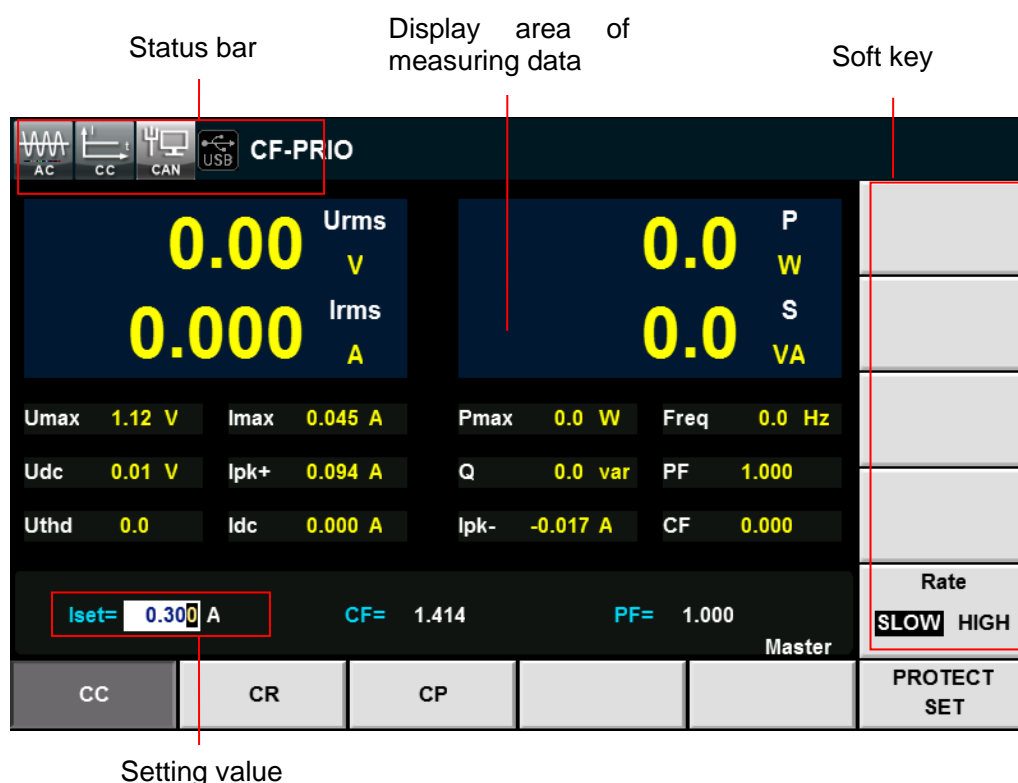 Status bar
Display area of
measuring data
Soft key
AC CC CAN USB CF-PRIO
0.00 Urms V
0.0 P W
0.000 Irms A
0.0 S VA
Umax 1.12 V Imax 0.045 A Pmax 0.0 W Freq 0.0 Hz
Udc 0.01 V Ipk+ 0.094 A Q 0.0 var PF 1.000
Uthd 0.0 Idc 0.000 A Ipk- -0.017 A CF 0.000
Iset= 0.300 A CF= 1.414 PF= 1.000
Master
Rate
SLOW HIGH
CC CR CP
PROTECT
SET
Setting value